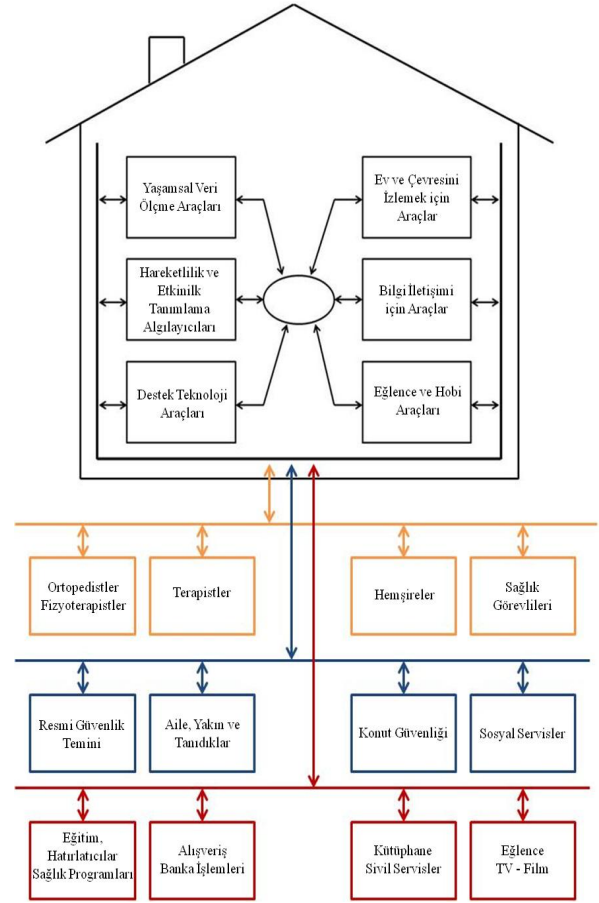 Yaşamsal Veri
Ölçme Araçları
Ev ve Çevresini
İzlemek için
Araçlar
Hareketlilik ve
Etkinilk
Tanımlama
Algılayıcıları
Bilgi İletişimi
için Araçlar
Destek Teknoloji
Araçları
Eğlence ve Hobi
Araçları
Ortopedistler
Fizyoterapistler
Terapistler
Hemşireler
Sağlık
Görevlileri
Resmi Güvenlik
Temini
Aile, Yakın ve
Tanıdıklar
Konut Güvenliği
Sosyal Servisler
Eğitim,
Hatırlatıcılar
Sağlık Programları
Alışveriş
Banka İşlemleri
Kütüphane
Sivil Servisler
Eğlence
TV - Film